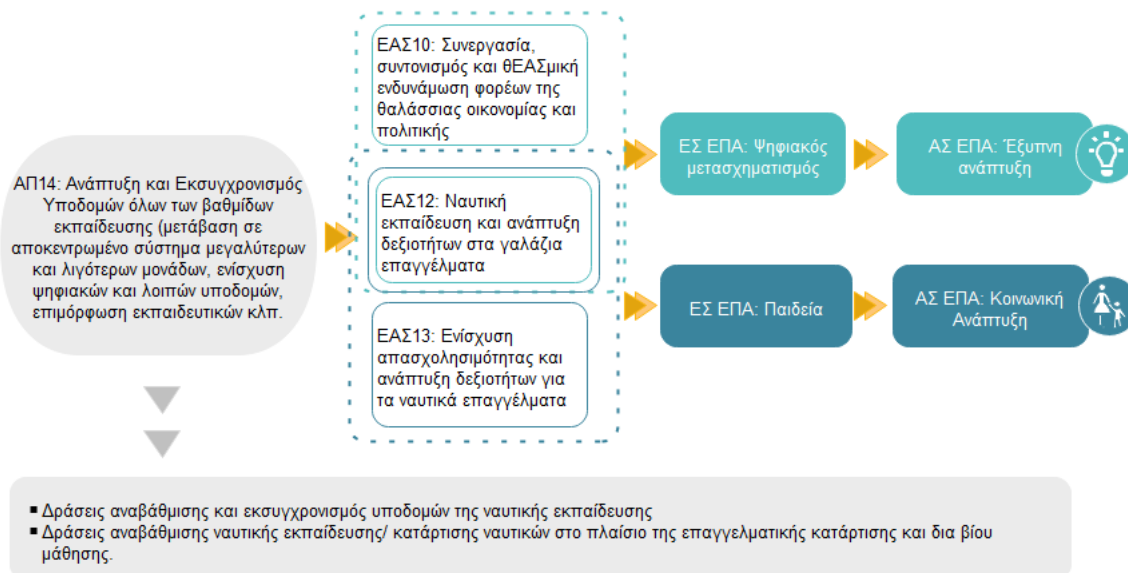 ΑΠ14: Ανάπτυξη και Εκσυγχρονισμός
Υποδομών όλων των βαθμίδων
εκπαίδευσης (μετάβαση σε
αποκεντρωμένο σύστημα μεγαλύτερων
και λιγότερων μονάδων, ενίσχυση
ψηφιακών και λοιπών υποδομών,
επιμόρφωση εκπαιδευτικών κλπ.
ΕΑΣ10: Συνεργασία,
συντονισμός και θΕΑΣμική
ενδυνάμωση φορέων της
θαλάσσιας οικονομίας και
πολιτικής
ΕΑΣ12: Ναυτική
εκπαίδευση και ανάπτυξη
δεξιοτήτων στα γαλάζια
επαγγέλματα
ΕΑΣ13: Ενίσχυση
απασχολησιμότητας και
ανάπτυξη δεξιοτήτων για
τα ναυτικά επαγγέλματα
ΕΣ ΕΠΑ: Ψηφιακός
μετασχηματισμός
ΑΣ ΕΠΑ: Έξυπνη
ανάπτυξη
ΕΣ ΕΠΑ: Παιδεία
ΑΣ ΕΠΑ: Κοινωνική
Ανάπτυξη
▪ Δράσεις αναβάθμισης και εκσυγχρονισμός υποδομών της ναυτικής εκπαίδευσης
▪ Δράσεις αναβάθμισης ναυτικής εκπαίδευσης/ κατάρτισης ναυτικών στο πλαίσιο της επαγγελματικής κατάρτισης και δια βίου
μάθησης.